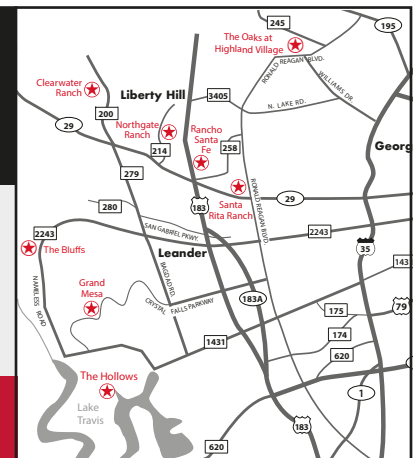 245
195
The Oaks at
Highland Village
RONALD REAGAN BLVD.
WILLIAMS DR.
Clearwater
Ranch
Liberty Hill
3405
N. LAKE RD.
200
29
Northgate
Ranch
Rancho
Santa
Fe
214
258
Georg
279
183
Santa
Rita Ranch
29
RONALD REAGAN BLVD.
280
SAN GABRIEL PKWY.
2243
2243
The Bluffs
Leander
35
BAGDAD RD.
143
NAMELESS ROAD
Grand
Mesa
CRYSTAL FALLS PARKWAY
183A
175
79
174
1431
620
The Hollows
Lake
Travis
1
183
620